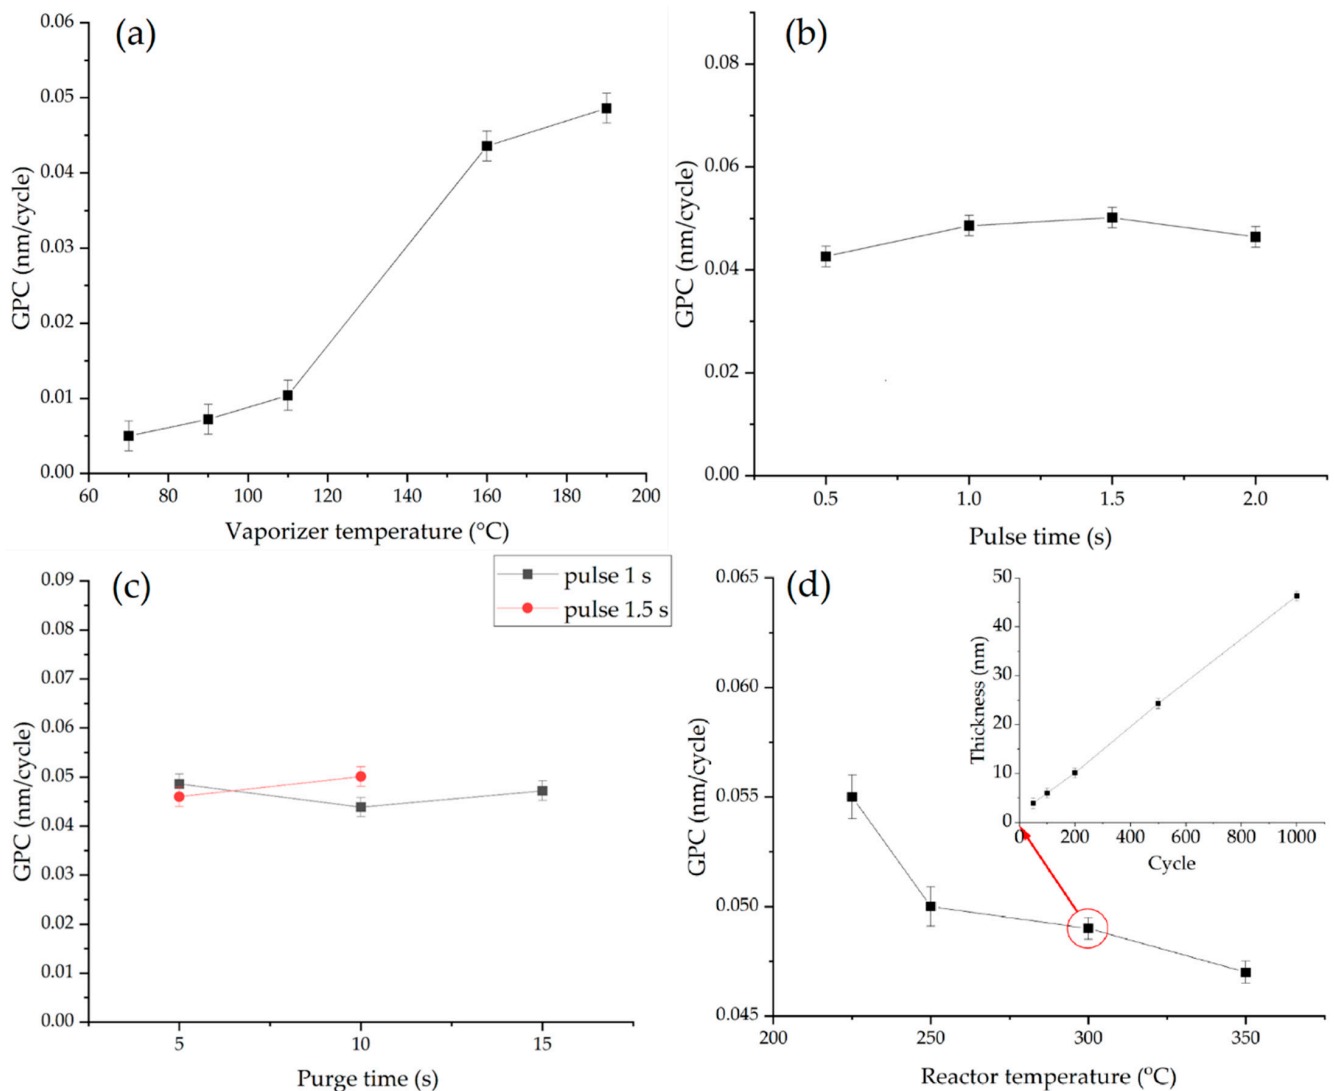 (a)
0.06
0.05
0.04
0.03
0.02
0.01
0.00
GPC (nm/cycle)
60 80 100 120 140 160 180 200
Vaporizer temperature (°C)
(b)
0.08
0.06
0.04
0.02
0.00
GPC (nm/cycle)
0.5 1.0 1.5 2.0
Pulse time (s)
(c)
pulse 1 s
pulse 1.5 s
0.09
0.08
0.07
0.06
0.05
0.04
0.03
0.02
0.01
0.00
GPC (nm/cycle)
5 10 15
Purge time (s)
(d)
0.065
0.060
0.055
0.050
0.045
GPC (nm/cycle)
200 250 300 350
Reactor temperature (°C)
50
46
30
20
10
0
Thickness (nm)
0 200 400 600 800 1000
Cycle